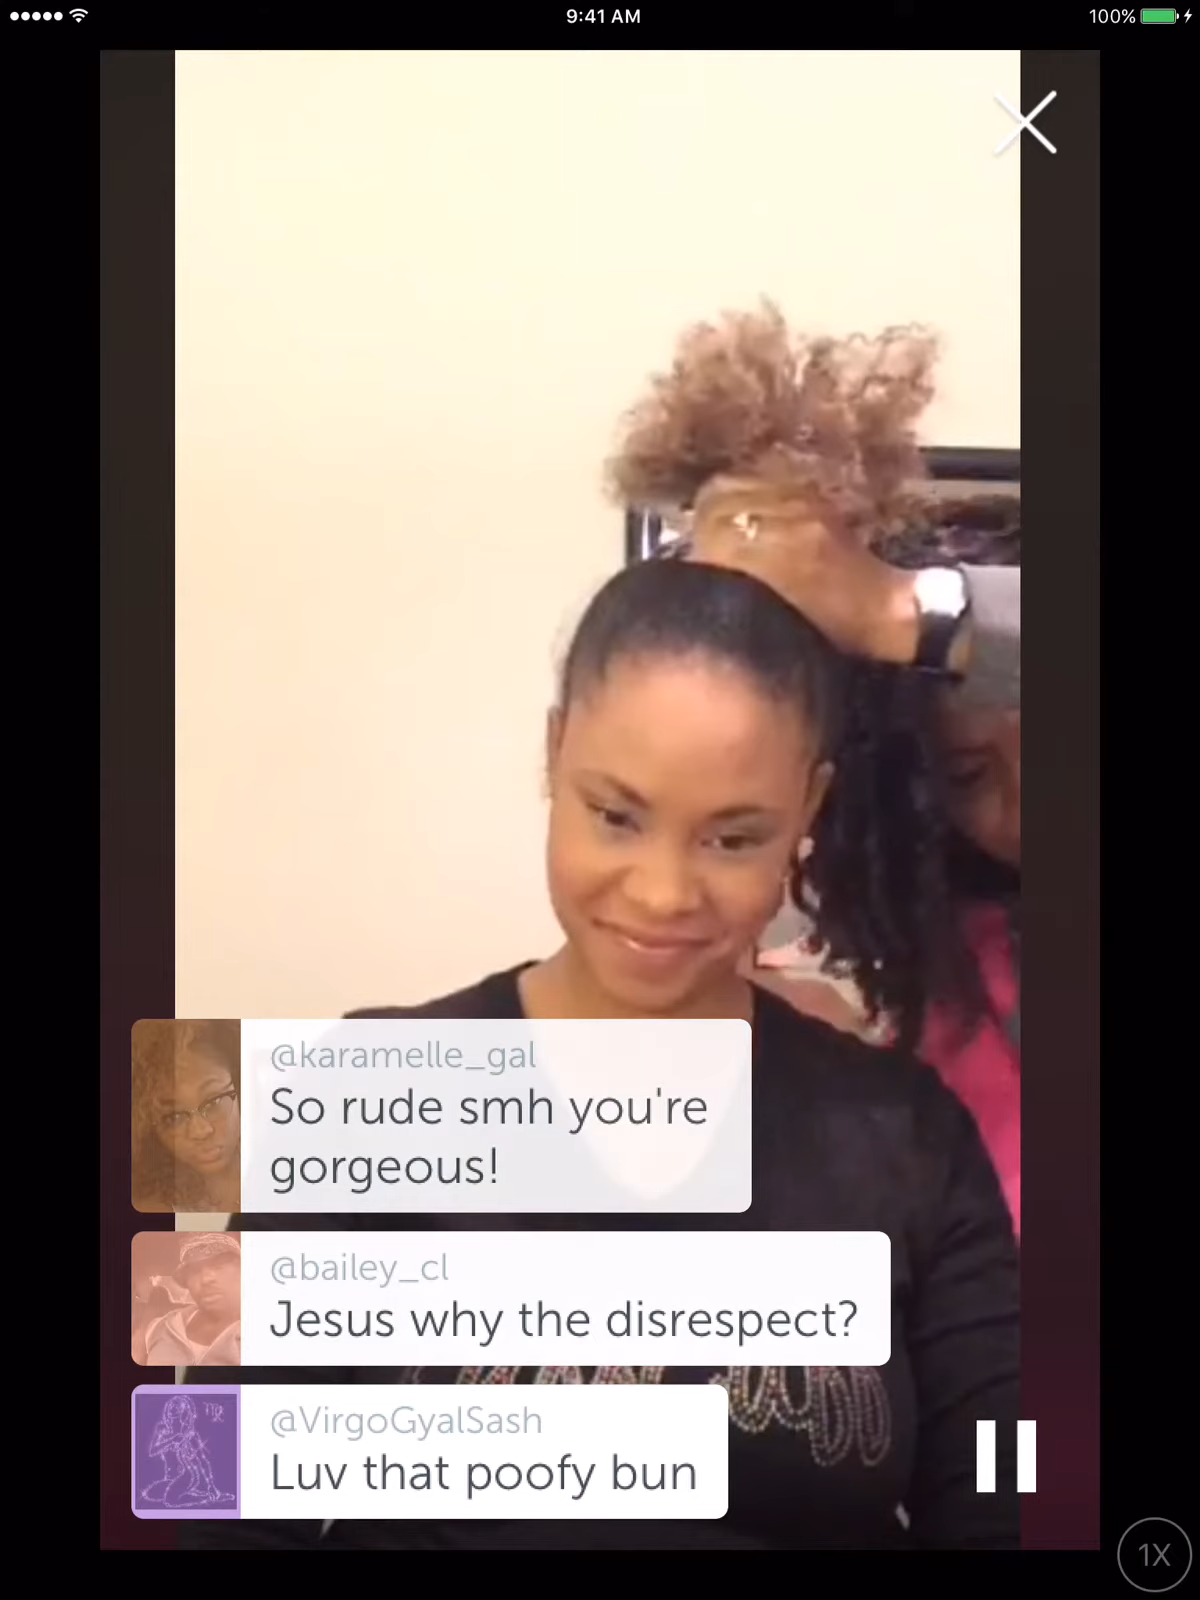 9:41 AM
100%
@karamelle_gal
So rude smh you're
gorgeous!
@bailey_cl
Jesus why the disrespect?
@VirgoGyalSash
Luv that poofy bun
1X